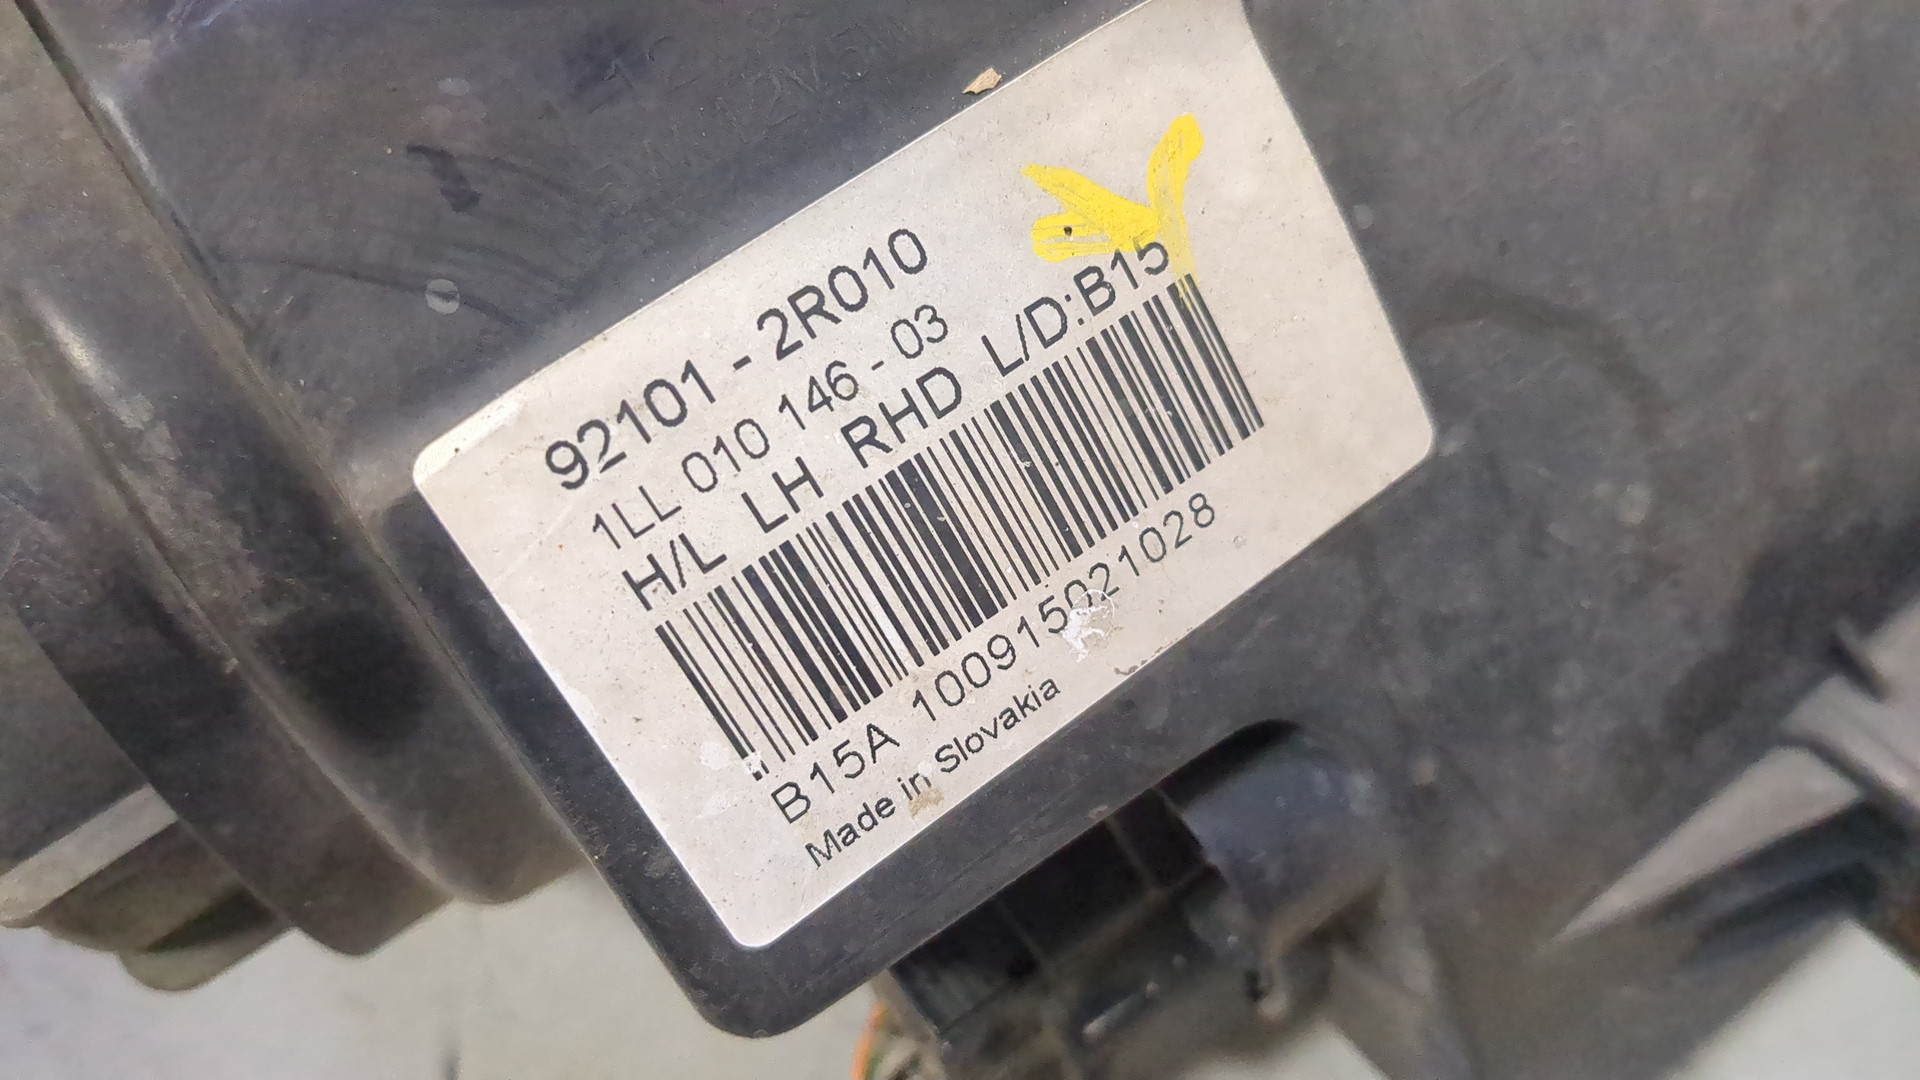 92101 - 2R010
1LL 010 146 - 03
H/L LH RHD L/D:B15
B15A 100915021028
Made in Slovakia